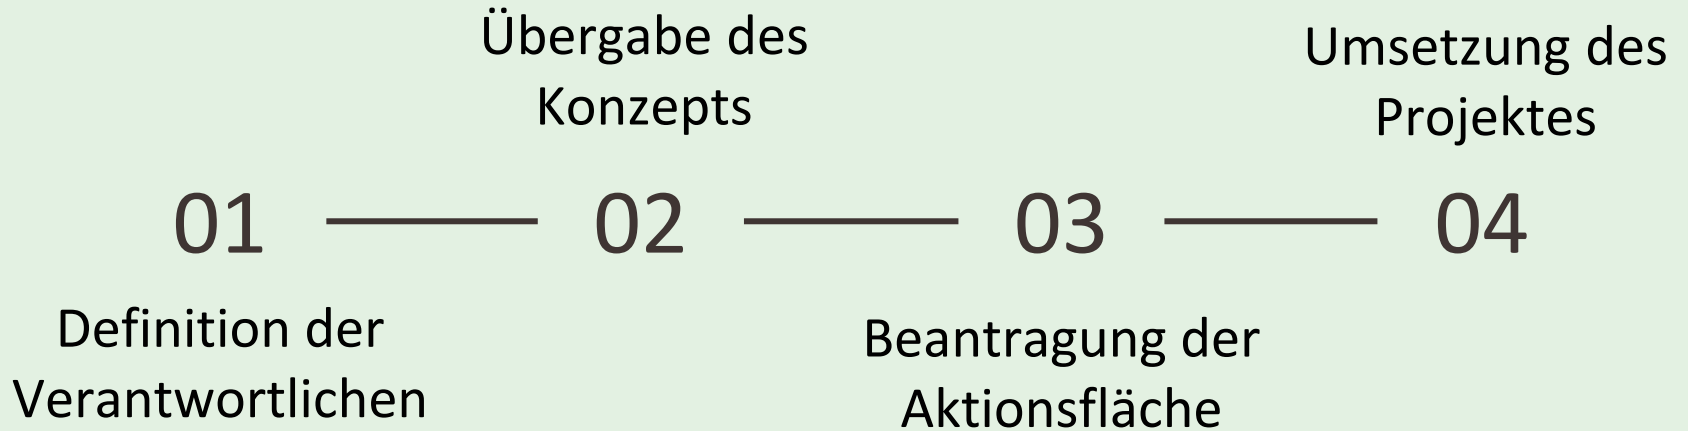 Übergabe des
Konzepts
Umsetzung des
Projektes
01
02
03
04
Definition der
Verantwortlichen
Beantragung der
Aktionsfläche